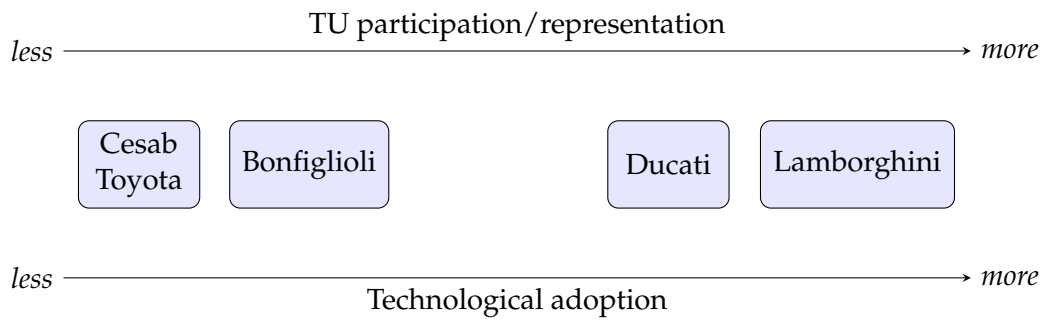 TU participation/representation
less more
Cesab
Toyota
Bonfiglioli
Ducati
Lamborghini
less more
Technological adoption